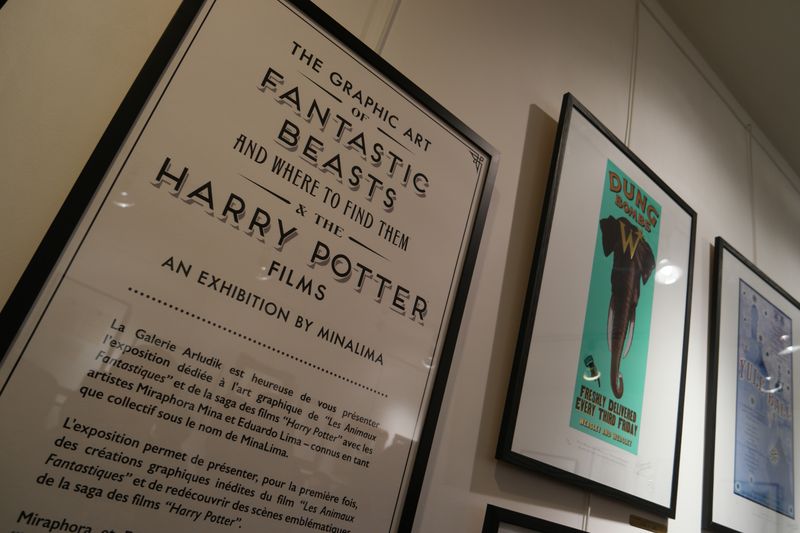 THE GRAPHIC ART
OF
FANTASTIC
BEASTS
AND WHERE TO FIND THEM
& THE
HARRY POTTER
FILMS
AN EXHIBITION BY MINALIMA
La Galerie Arludik est heureuse de vous présenter
l'exposition dédiée à l'art graphique de "Les Animaux
Fantastiques" et de la saga des films "Harry Potter" avec les
artistes Miraphora Mina et Eduardo Lima – connus en tant
que collectif sous le nom de MinaLima.
L'exposition permet de présenter, pour la première fois,
des créations graphiques inédites du film "Les Animaux
Fantastiques" et de redécouvrir des scènes emblématiques
de la saga des films "Harry Potter".
Miraphora et
DUNG
BOMBS
W
FRESHLY DELIVERED
EVERY THIRD FRIDAY
WEASLEY AND WEASLEY